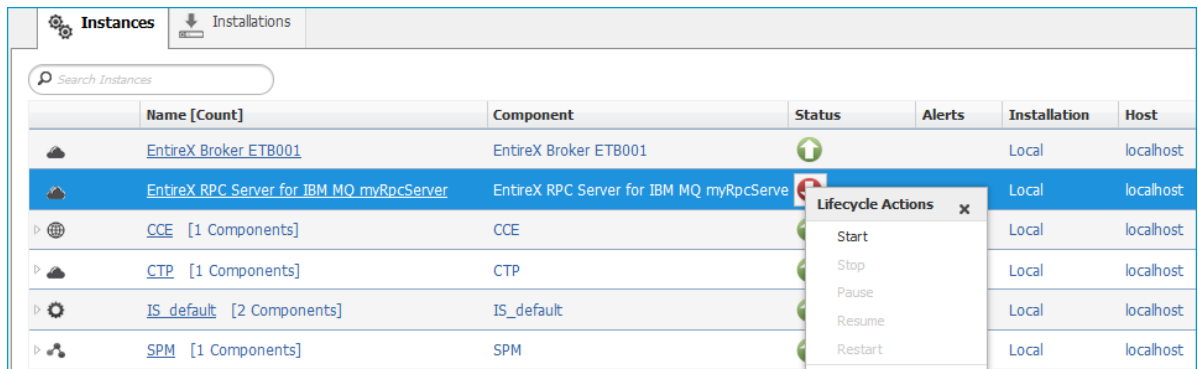 Instances Installations
Search Instances
Name [Count] Component Status Alerts Installation Host
EntireX Broker ETB001 EntireX Broker ETB001 Local localhost
EntireX RPC Server for IBM MQ myRpcServer EntireX RPC Server for IBM MQ myRpcServe Local localhost
Lifecycle Actions x
CCE [1 Components] CCE Start Local localhost
Stop
CTP [1 Components] CTP Local localhost
Pause
IS_default [2 Components] IS_default Resume Local localhost
SPM [1 Components] SPM Restart Local localhost